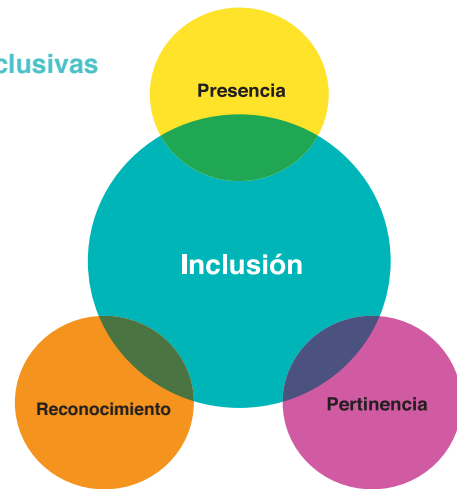 clusivas
Presencia
Inclusión
Reconocimiento
Pertinencia